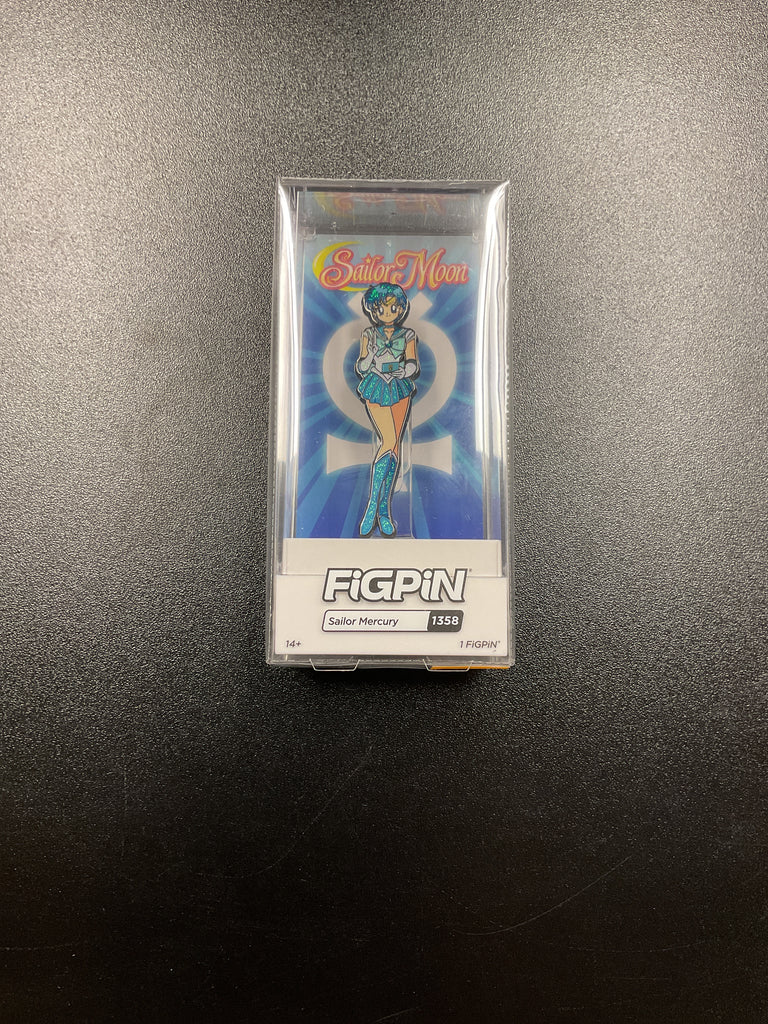 Sailor Moon
FiGPiN
Sailor Mercury 1358
14+ 1 FiGPiN®